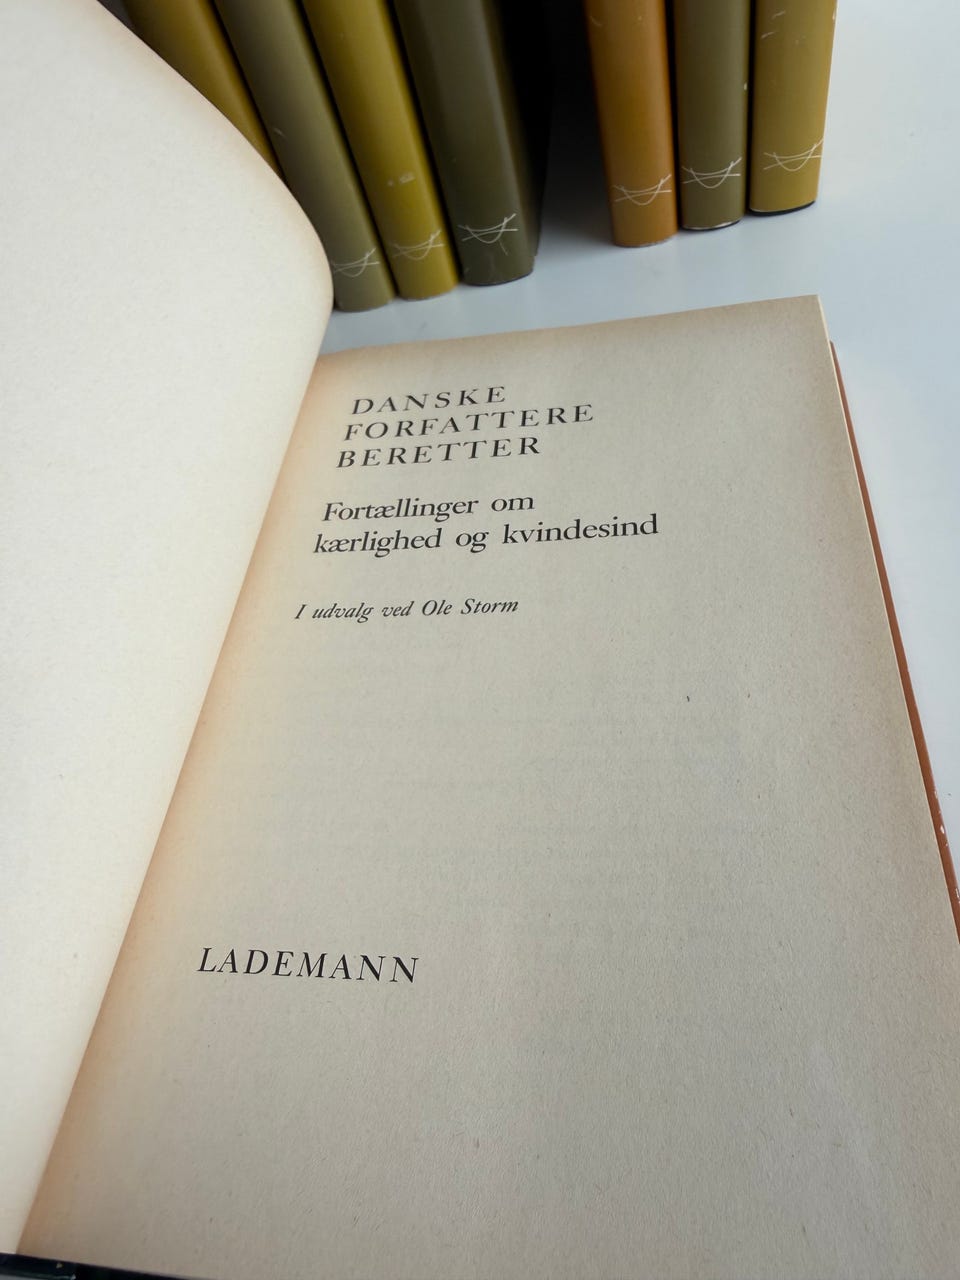 DANSKE
FORFATTERE
BERETTER
Fortællinger om
kærlighed og kvindesind
I udvalg ved Ole Storm
LADEMANN